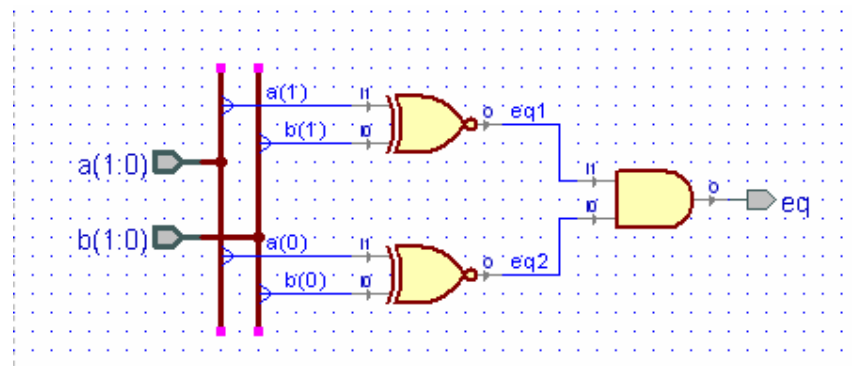 a(1)
I1
b(1)
I0
O
eq1
a(1:0)
I1
I0
O
eq
b(1:0)
a(0)
I1
b(0)
I0
O
eq2